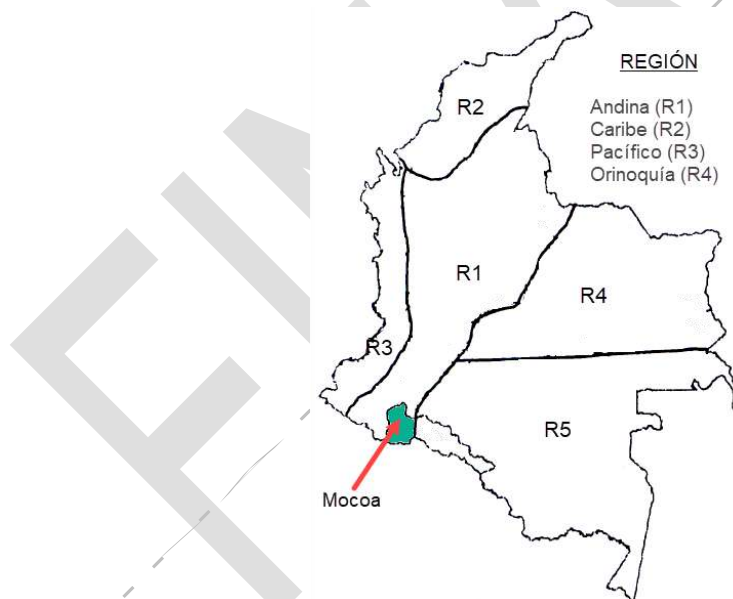 REGIÓN
Andina (R1)
Caribe (R2)
Pacífico (R3)
Orinoquía (R4)
R2
R1
R4
R3
R5
Mocoa